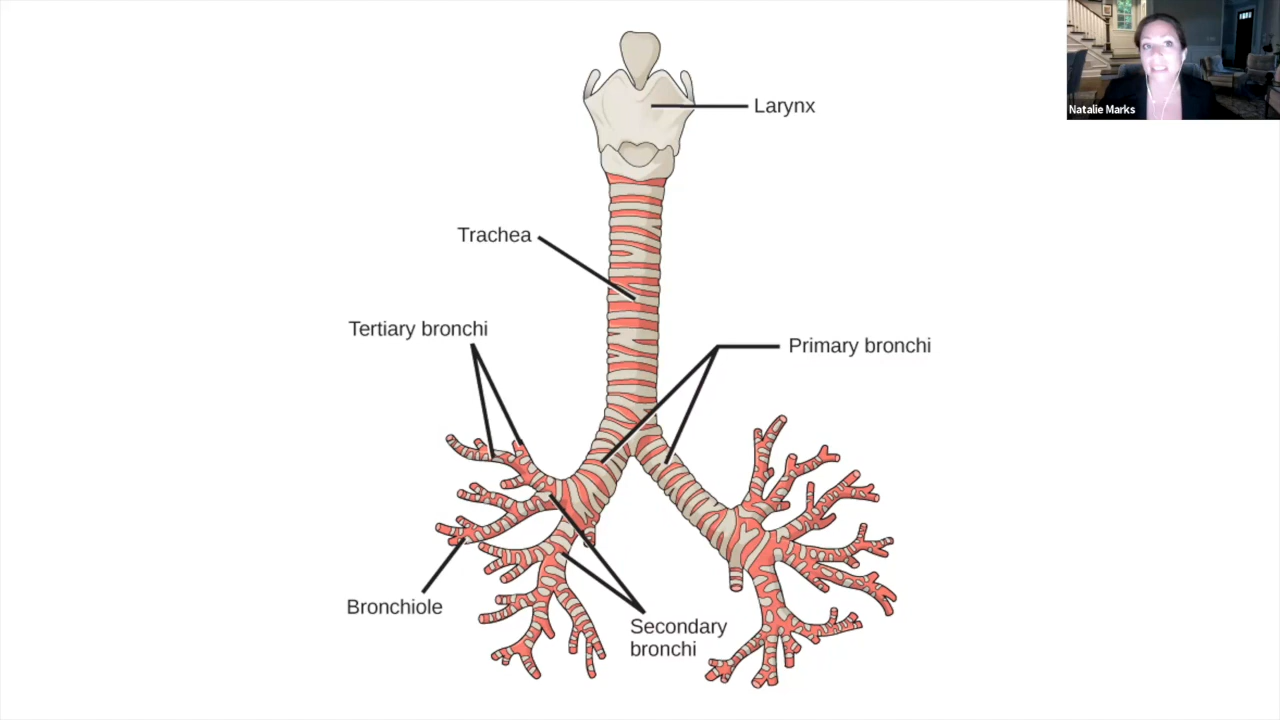 Larynx
Natalie Marks
Trachea
Tertiary bronchi
Primary bronchi
Bronchiole
Secondary
bronchi